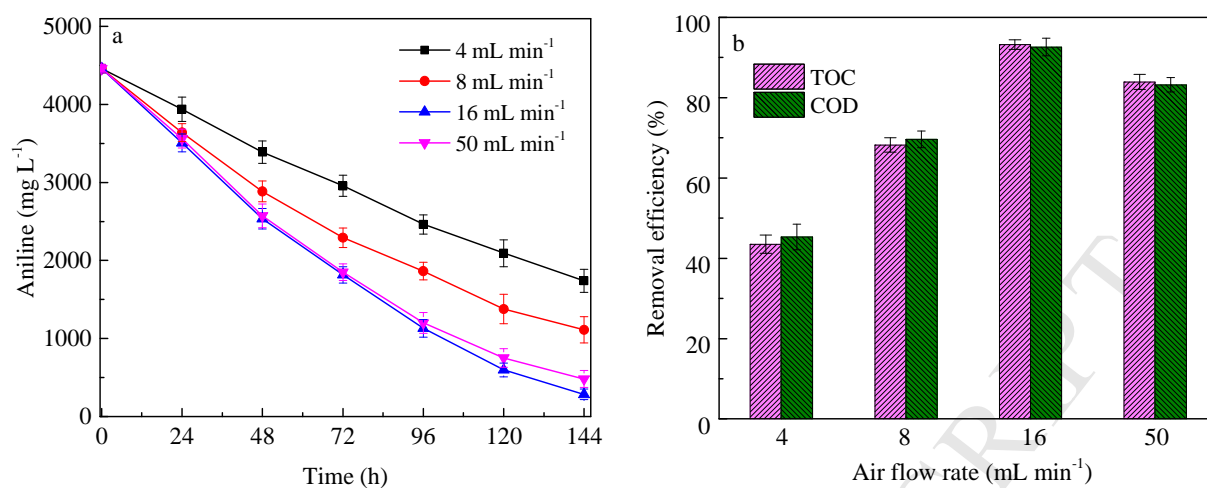 a
5000
4000
3000
2000
1000
0
Aniline (mg L⁻¹)
4 mL min⁻¹
8 mL min⁻¹
16 mL min⁻¹
50 mL min⁻¹
0 24 48 72 96 120 144
Time (h)
b
100
80
60
40
20
0
Removal efficiency (%)
TOC
COD
4 8 16 50
Air flow rate (mL min⁻¹)